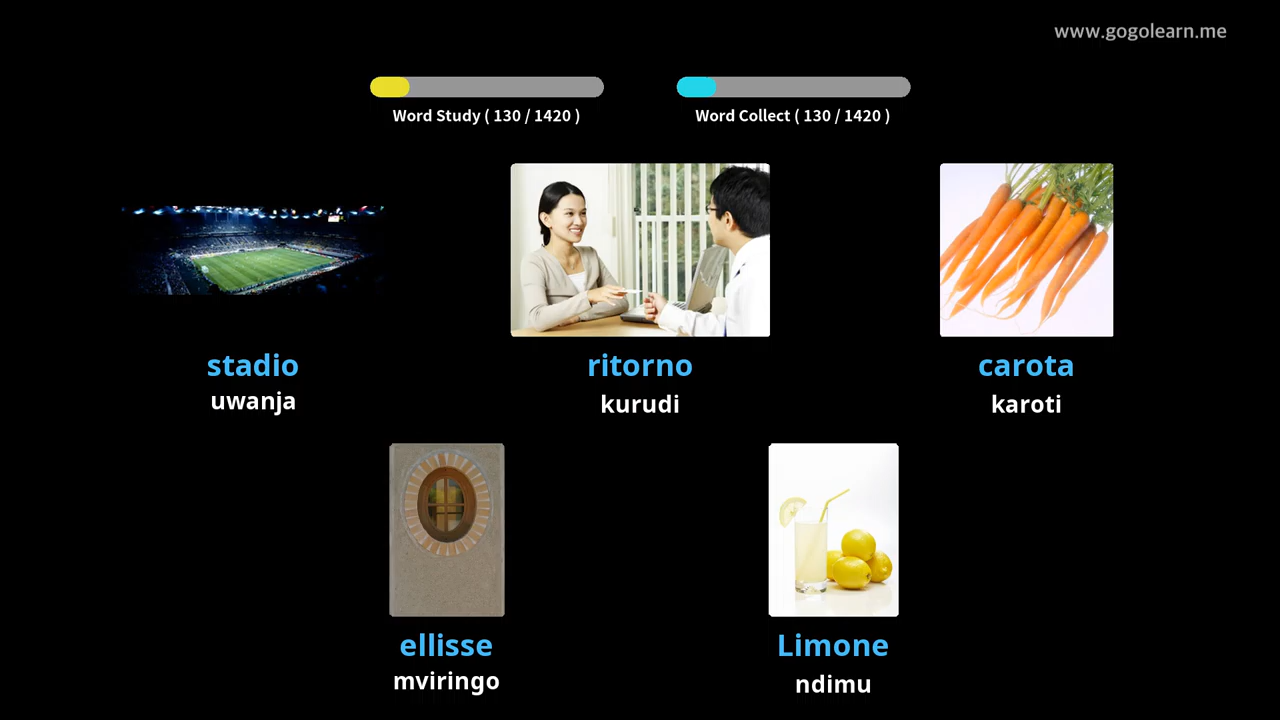 www.gogolearn.me
Word Study ( 130 / 1420 )
Word Collect ( 130 / 1420 )
stadio
uwanja
ritorno
kurudi
carota
karoti
ellisse
mviringo
Limone
ndimu